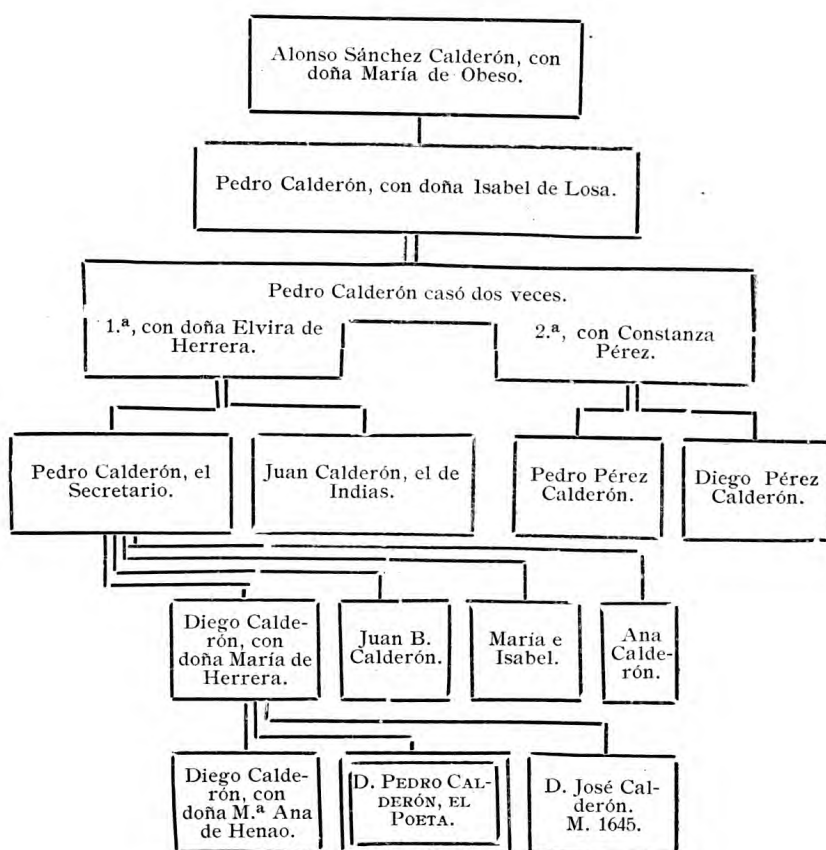 Alonso Sánchez Calderón, con
doña María de Obeso.
Pedro Calderón, con doña Isabel de Losa.
Pedro Calderón casó dos veces.
1.ª, con doña Elvira de
Herrera.
2.ª, con Constanza
Pérez.
Pedro Calderón, el
Secretario.
Juan Calderón, el de
Indias.
Pedro Pérez
Calderón.
Diego Pérez
Calderón.
Diego Calde-
rón, con
doña María de
Herrera.
Juan B.
Calderón.
María e
Isabel.
Ana
Calde-
rón.
Diego Calde-
rón, con
doña M.ª Ana
de Henao.
D. PEDRO CAL-
DERÓN, EL
POETA.
D. José Cal-
derón.
M. 1645.